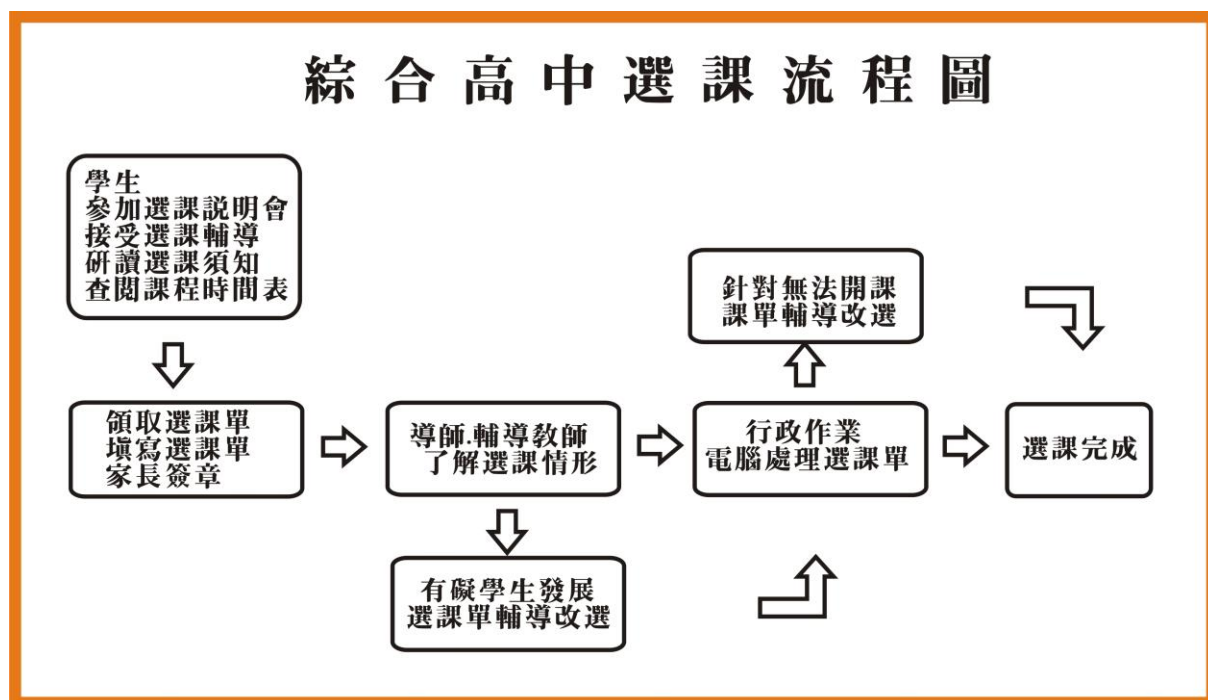 綜合高中選課流程圖
學生
參加選課說明會
接受選課輔導
研讀選課須知
查閱課程時間表
領取選課單
填寫選課單
家長簽章
導師.輔導教師
了解選課情形
有礙學生發展
選課單輔導改選
行政作業
電腦處理選課單
針對無法開課
課單輔導改選
選課完成